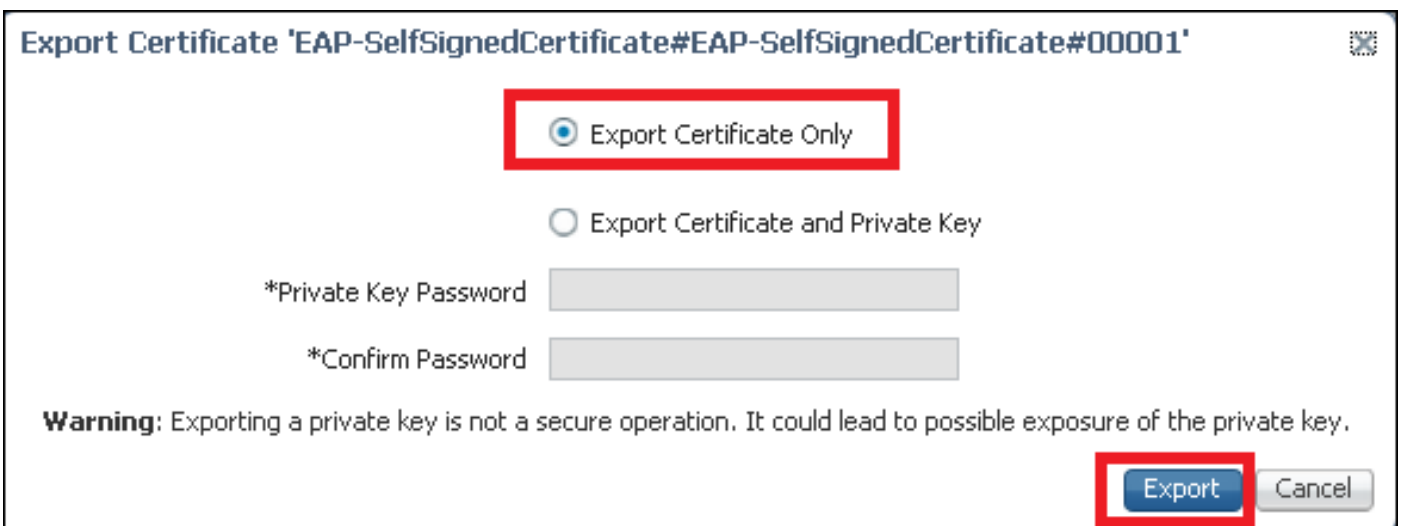 Export Certificate 'EAP-SelfSignedCertificate#EAP-SelfSignedCertificate#00001'
Export Certificate Only
Export Certificate and Private Key
*Private Key Password
*Confirm Password
Warning: Exporting a private key is not a secure operation. It could lead to possible exposure of the private key.
Export Cancel